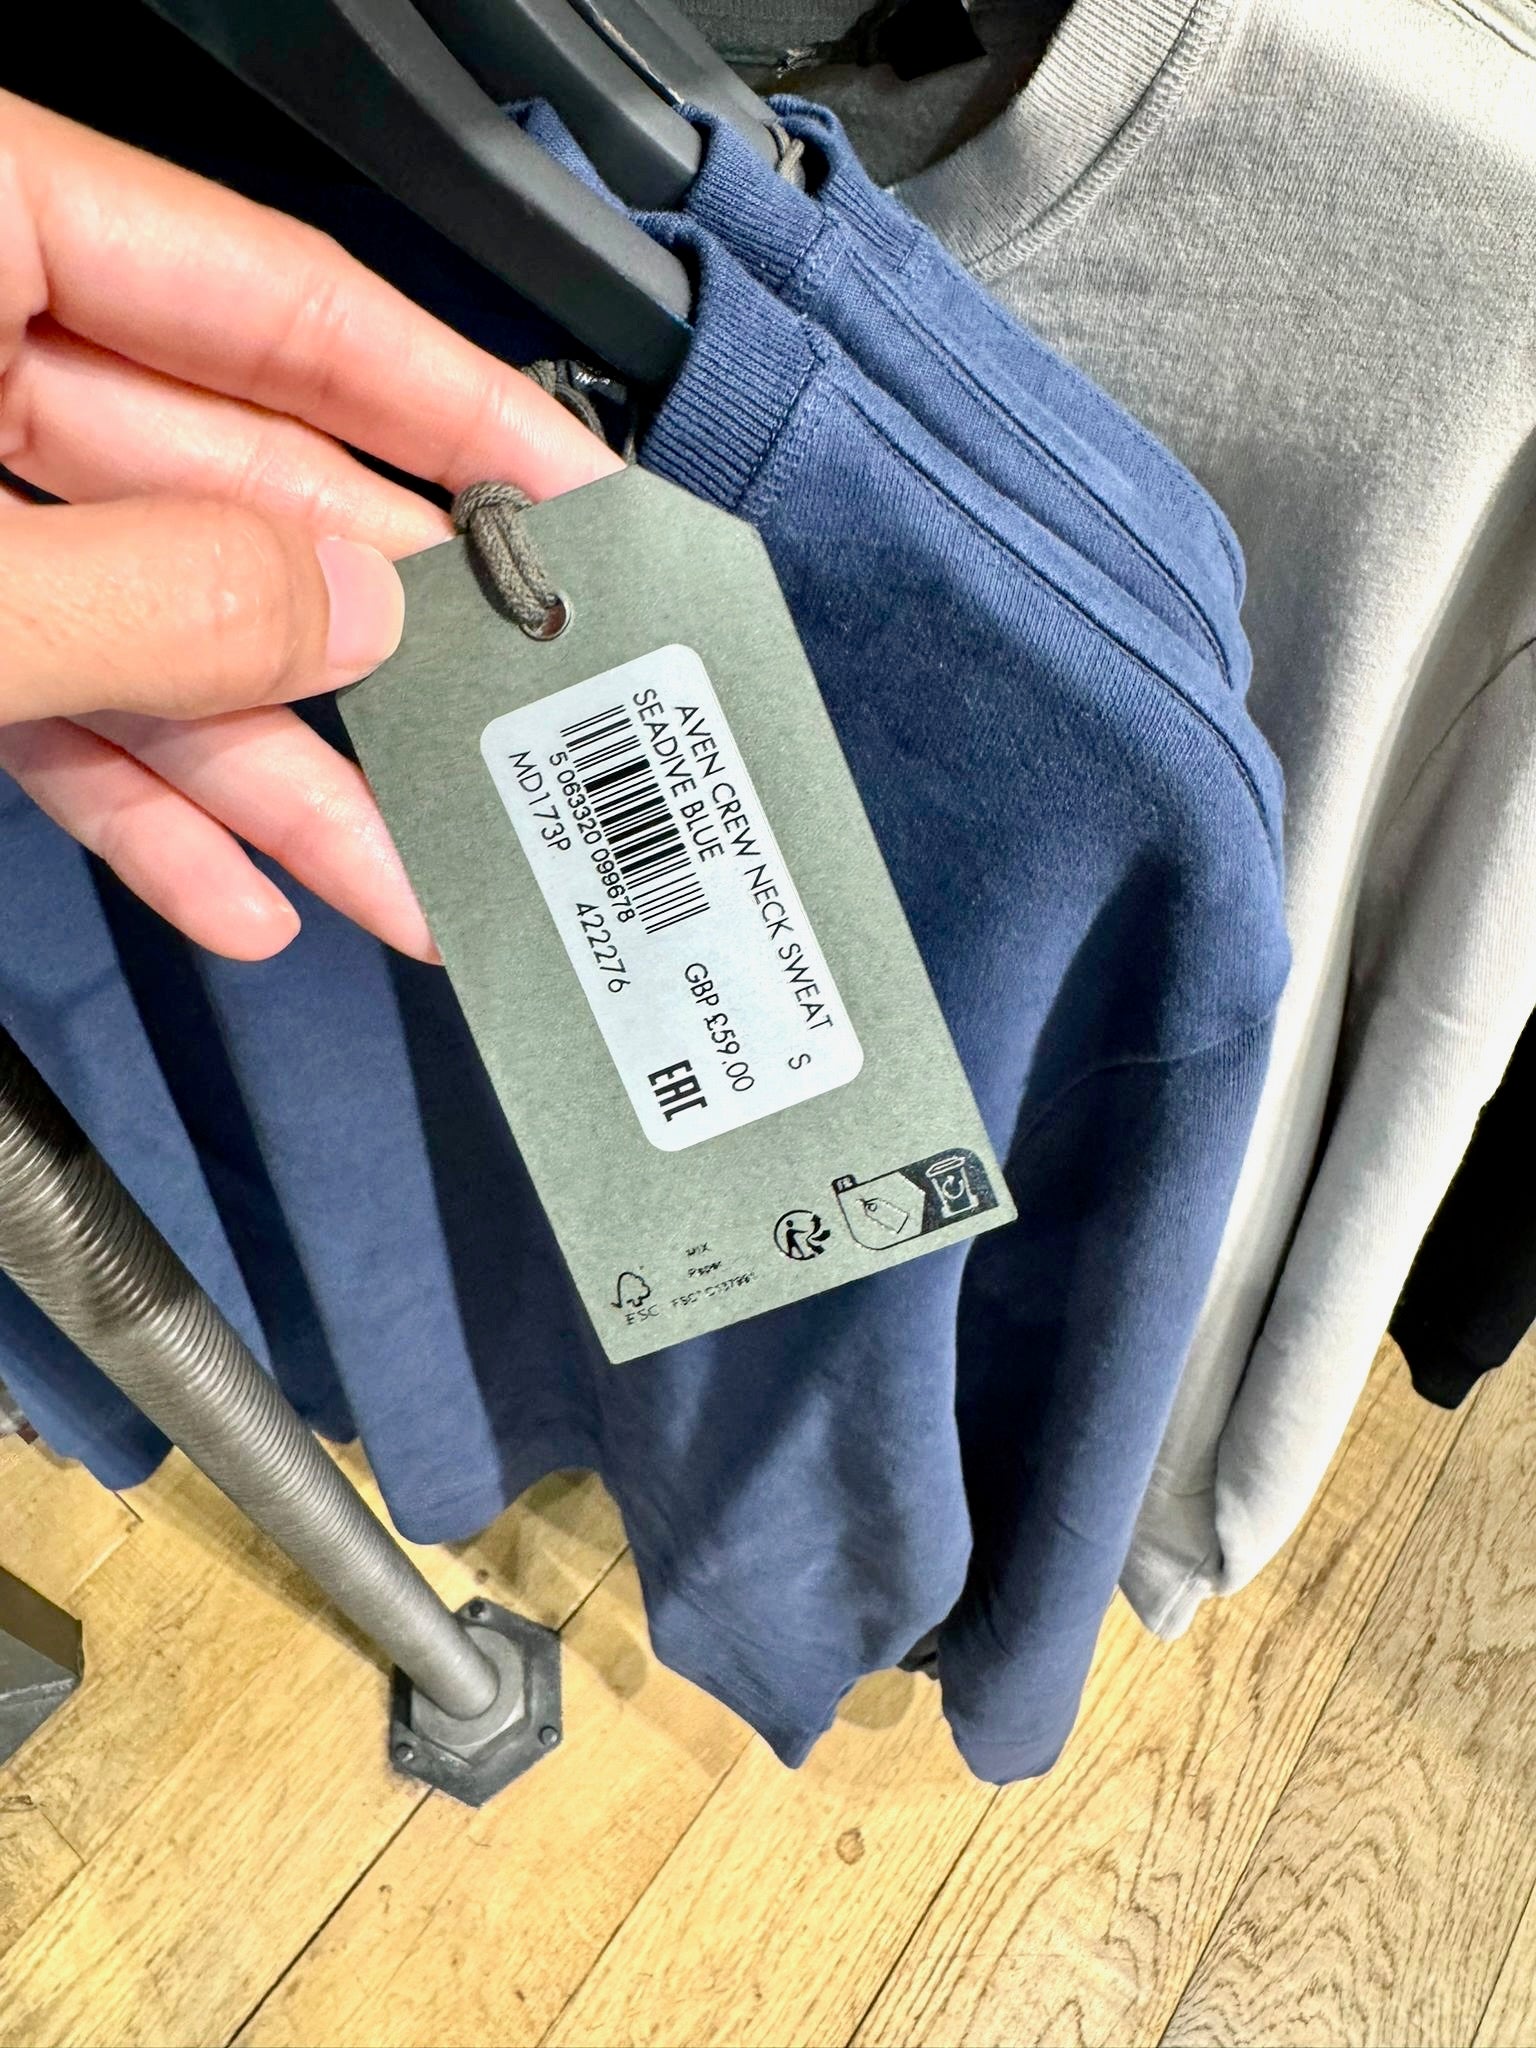 AVEN CREW NECK SWEAT S
SEADIVE BLUE
GBP £59.00
5 063320 099678
MD173P 422276
EAC
MIX
Paper
FSC